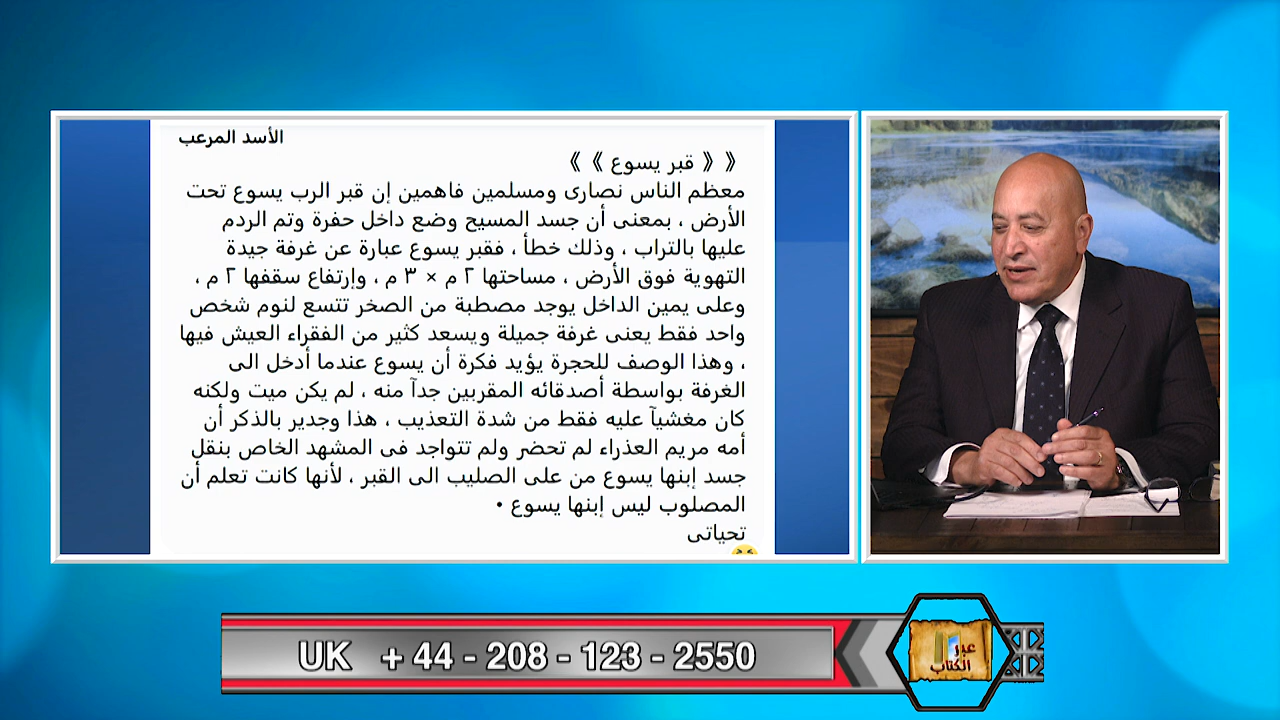 الأسد المرعب
《 《 قبر يسوع 》 》
معظم الناس نصارى ومسلمين فاهمين إن قبر الرب يسوع تحت
الأرض ، بمعنى أن جسد المسيح وضع داخل حفرة وتم الردم
عليها بالتراب ، وذلك خطأ ، فقبر يسوع عبارة عن غرفة جيدة
التهوية فوق الأرض ، مساحتها ٢ م × ٣ م ، وإرتفاع سقفها ٢ م ،
وعلى يمين الداخل يوجد مصطبة من الصخر تتسع لنوم شخص
واحد فقط يعنى غرفة جميلة ويسعد كثير من الفقراء العيش فيها
، وهذا الوصف للحجرة يؤيد فكرة أن يسوع عندما أدخل الى
الغرفة بواسطة أصدقائه المقربين جدآ منه ، لم يكن ميت ولكنه
كان مغشيآ عليه فقط من شدة التعذيب ، هذا وجدير بالذكر أن
أمه مريم العذراء لم تحضر ولم تتواجد فى المشهد الخاص بنقل
جسد إبنها يسوع من على الصليب الى القبر ، لأنها كانت تعلم أن
المصلوب ليس إبنها يسوع •
تحياتى
UK + 44 - 208 - 123 - 2550
عبر
الكتاب